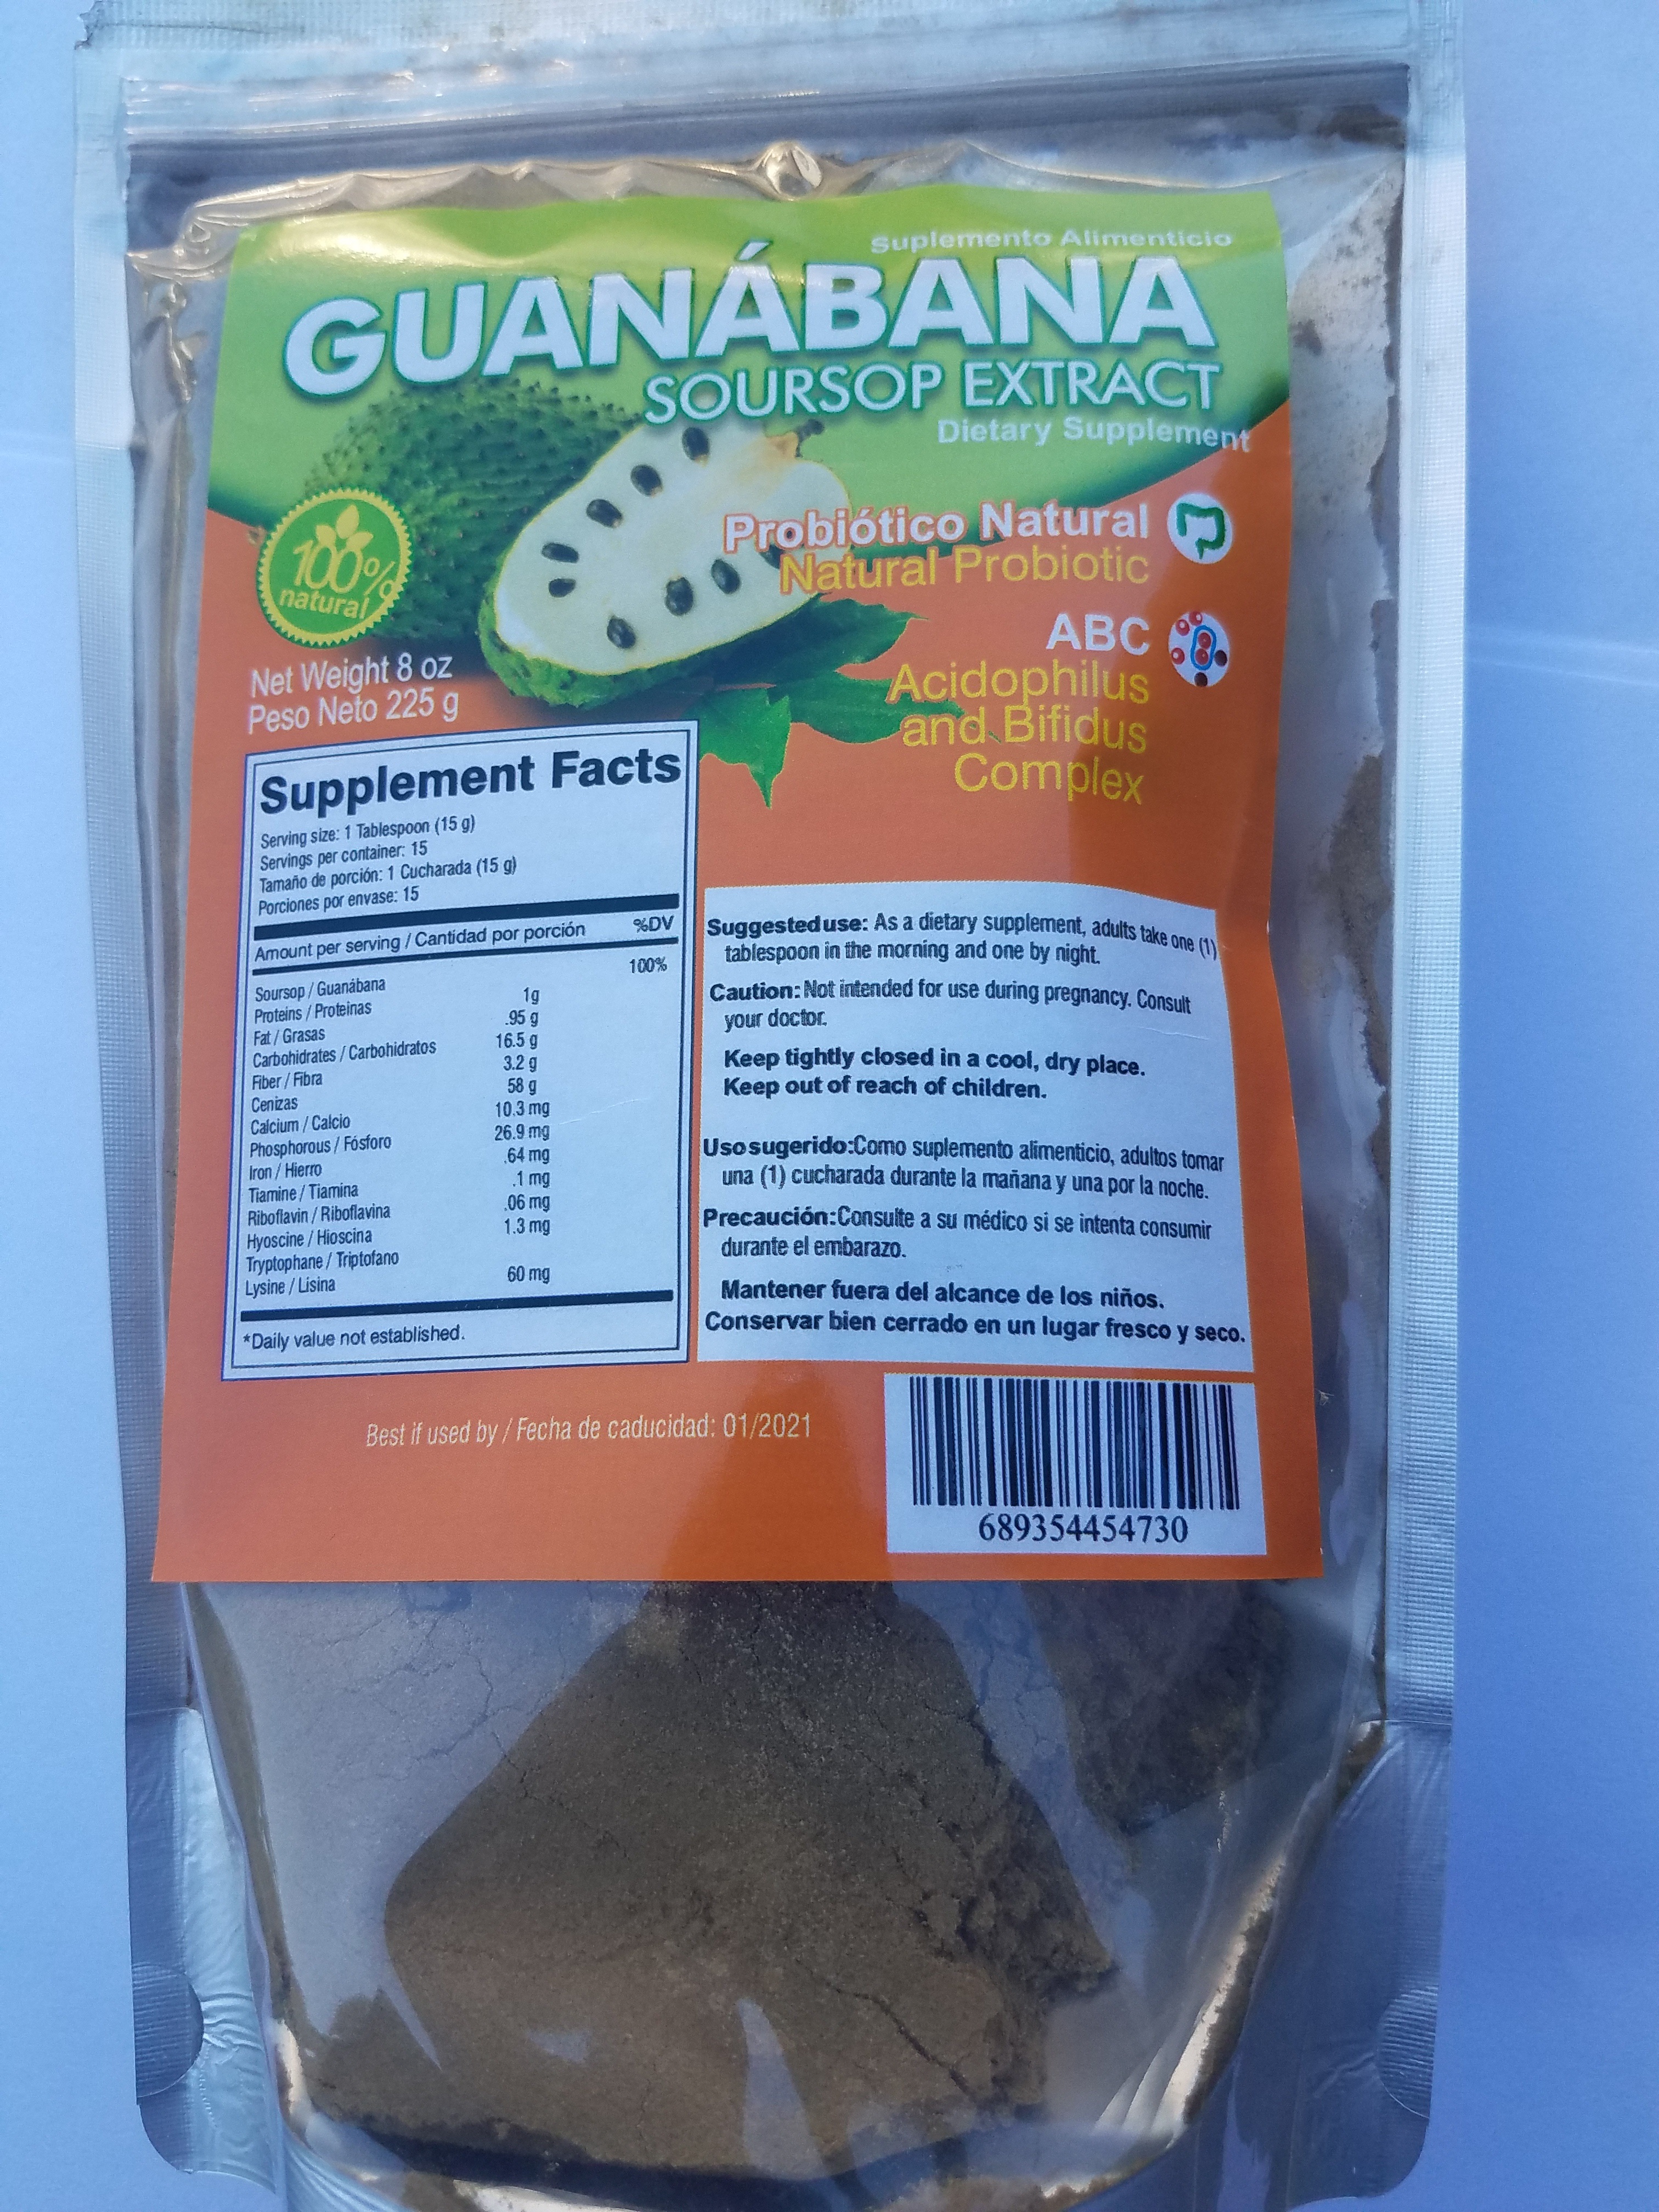 Suplemento Alimenticio
GUANÁBANA
SOURSOP EXTRACT
Dietary Supplement
100%
natural
Probiótico Natural
Natural Probiotic
ABC
Acidophilus
and Bifidus
Complex
Net Weight 8 oz
Peso Neto 225 g
Supplement Facts
Serving size: 1 Tablespoon (15 g)
Servings per container: 15
Tamaño de porción: 1 Cucharada (15 g)
Porciones por envase: 15
Amount per serving / Cantidad por porción %DV
Soursop / Guanábana 100%
Proteins / Proteinas 1g
Fat / Grasas .95 g
Carbohidrates / Carbohidratos 16.5 g
Fiber / Fibra 3.2 g
Cenizas 58 g
Calcium / Calcio 10.3 mg
Phosphorous / Fósforo 26.9 mg
Iron / Hierro .64 mg
Tiamine / Tiamina .1 mg
Riboflavin / Riboflavina .06 mg
Hyoscine / Hioscina 1.3 mg
Tryptophane / Triptofano
Lysine / Lisina 60 mg
*Daily value not established.
Suggested use: As a dietary supplement, adults take one (1)
tablespoon in the morning and one by night.
Caution: Not intended for use during pregnancy. Consult
your doctor.
Keep tightly closed in a cool, dry place.
Keep out of reach of children.
Uso sugerido: Como suplemento alimenticio, adultos tomar
una (1) cucharada durante la mañana y una por la noche.
Precaución: Consulte a su médico si se intenta consumir
durante el embarazo.
Mantener fuera del alcance de los niños.
Conservar bien cerrado en un lugar fresco y seco.
Best if used by / Fecha de caducidad: 01/2021
689354454730